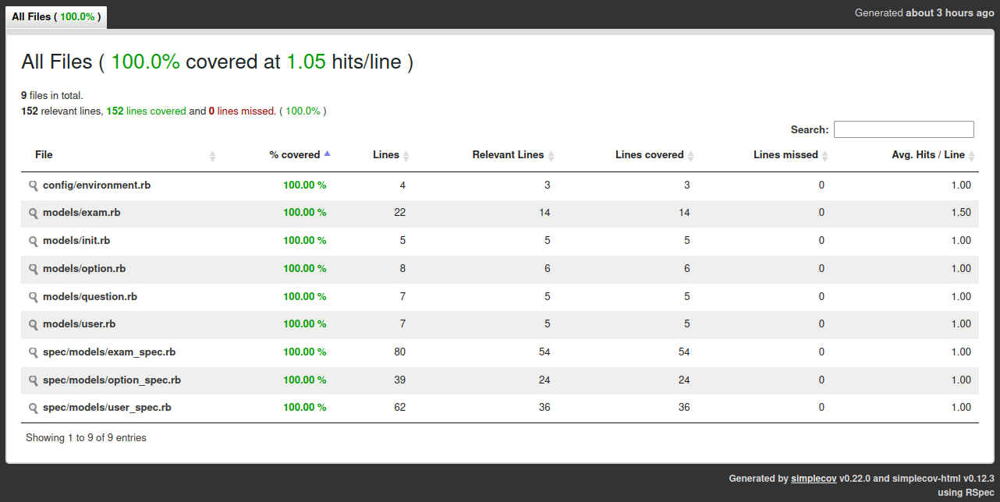 All Files ( 100.0% )
Generated about 3 hours ago
All Files ( 100.0% covered at 1.05 hits/line )
9 files in total.
152 relevant lines, 152 lines covered and 0 lines missed. ( 100.0% )
Search:
File % covered Lines Relevant Lines Lines covered Lines missed Avg. Hits / Line
config/environment.rb 100.00 % 4 3 3 0 1.00
models/exam.rb 100.00 % 22 14 14 0 1.50
models/init.rb 100.00 % 5 5 5 0 1.00
models/option.rb 100.00 % 8 6 6 0 1.00
models/question.rb 100.00 % 7 5 5 0 1.00
models/user.rb 100.00 % 7 5 5 0 1.00
spec/models/exam_spec.rb 100.00 % 80 54 54 0 1.00
spec/models/option_spec.rb 100.00 % 39 24 24 0 1.00
spec/models/user_spec.rb 100.00 % 62 36 36 0 1.00
Showing 1 to 9 of 9 entries
Generated by simplecov v0.22.0 and simplecov-html v0.12.3
using RSpec